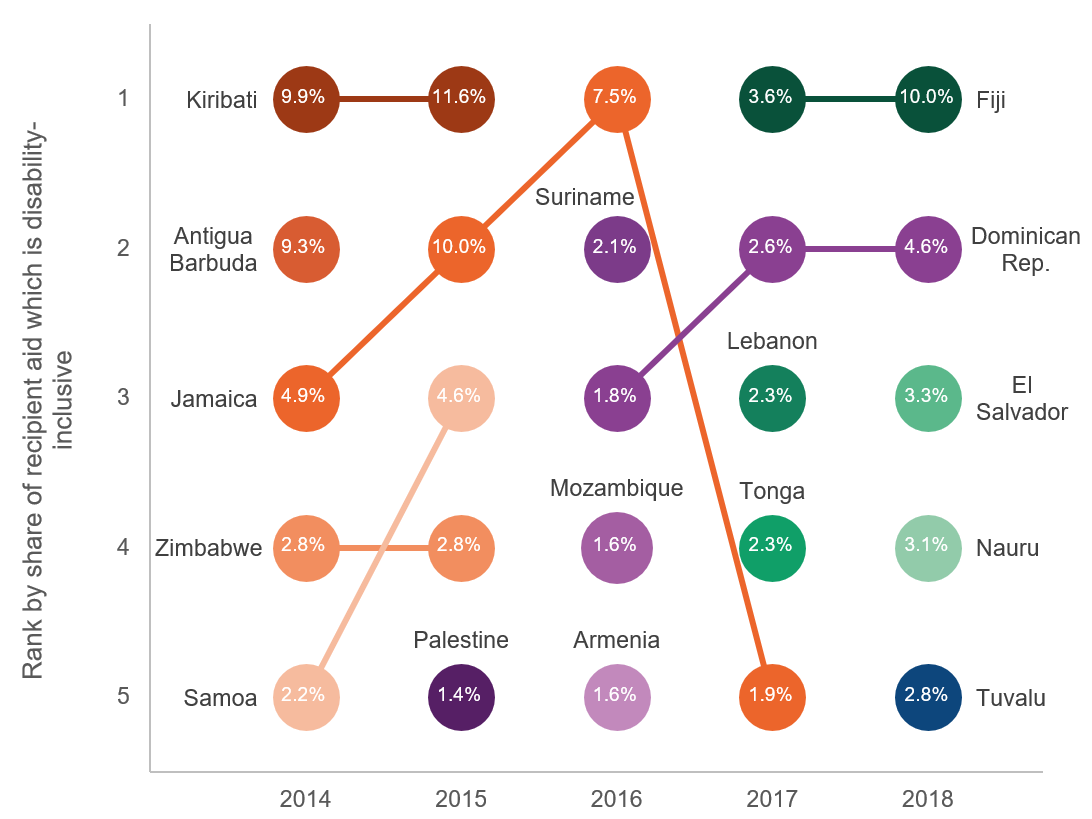 Rank by share of recipient aid which is disability-
inclusive
1
Kiribati
9.9%
11.6%
7.5%
3.6%
10.0%
Fiji
Suriname
2
Antigua
Barbuda
9.3%
10.0%
2.1%
2.6%
4.6%
Dominican
Rep.
Lebanon
3
Jamaica
4.9%
4.6%
1.8%
2.3%
3.3%
El
Salvador
Mozambique
Tonga
4
Zimbabwe
2.8%
2.8%
1.6%
2.3%
3.1%
Nauru
Palestine
Armenia
5
Samoa
2.2%
1.4%
1.6%
1.9%
2.8%
Tuvalu
2014
2015
2016
2017
2018